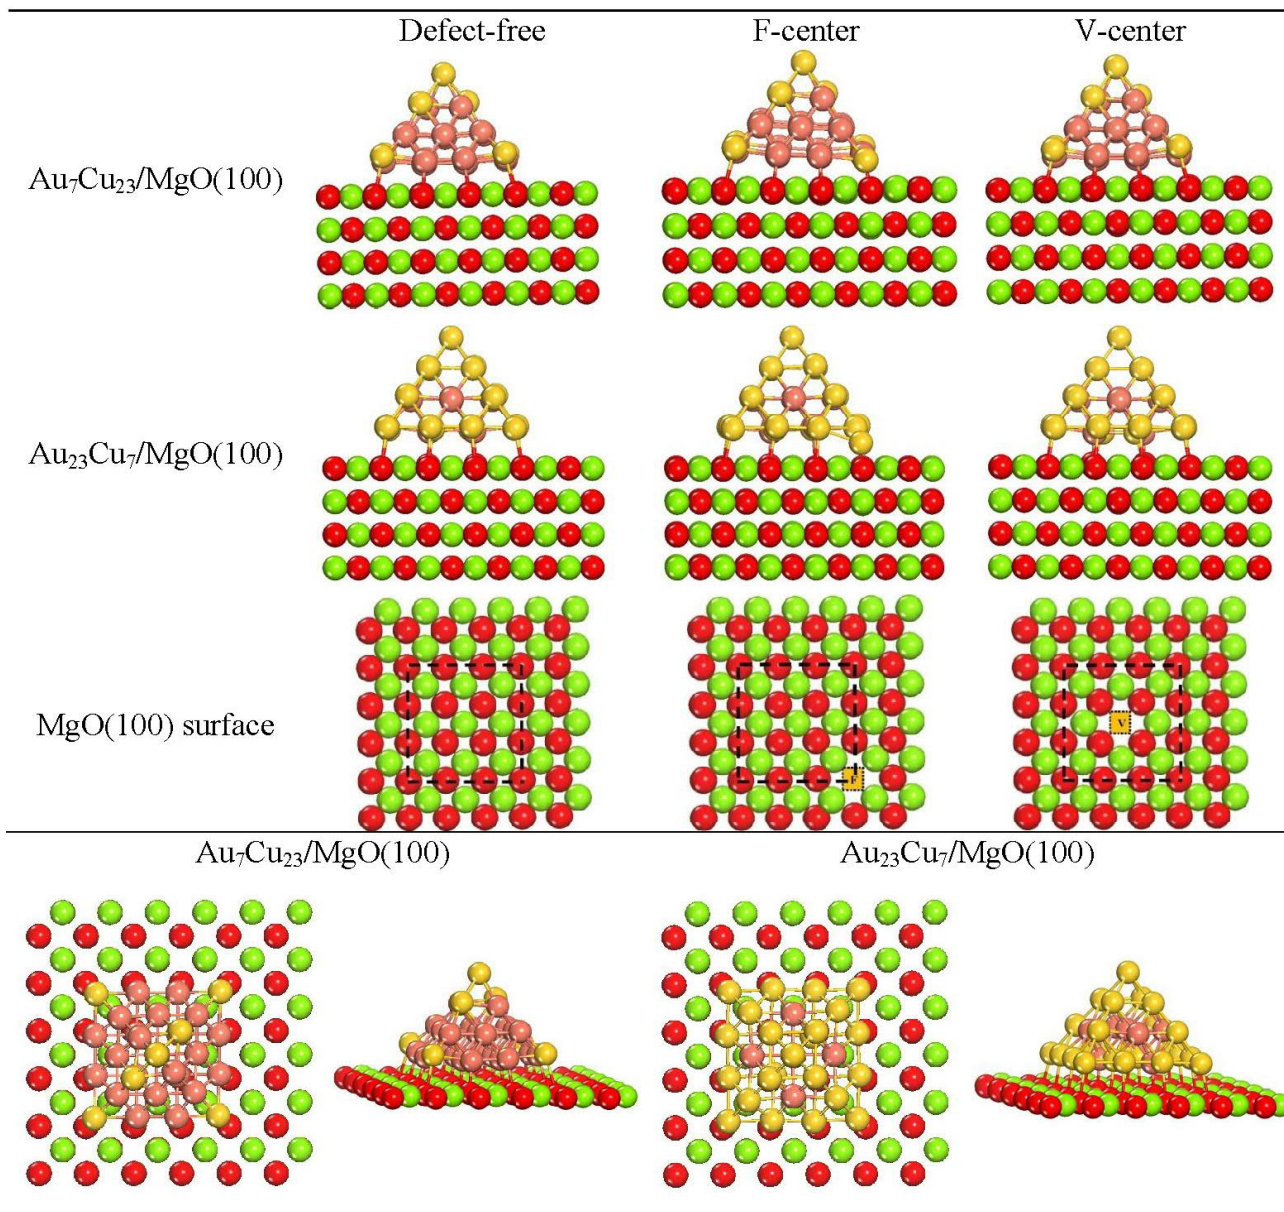 Defect-free F-center V-center
Au₇Cu₂₃/MgO(100)
Au₂₃Cu₇/MgO(100)
MgO(100) surface
V
F
Au₇Cu₂₃/MgO(100) Au₂₃Cu₇/MgO(100)